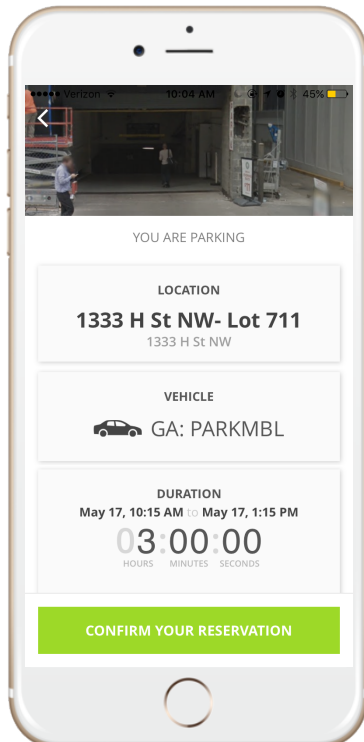 Verizon 10:04 AM 45%
YOU ARE PARKING
LOCATION
1333 H St NW- Lot 711
1333 H St NW
VEHICLE
GA: PARKMBL
DURATION
May 17, 10:15 AM to May 17, 1:15 PM
03:00:00
HOURS MINUTES SECONDS
CONFIRM YOUR RESERVATION